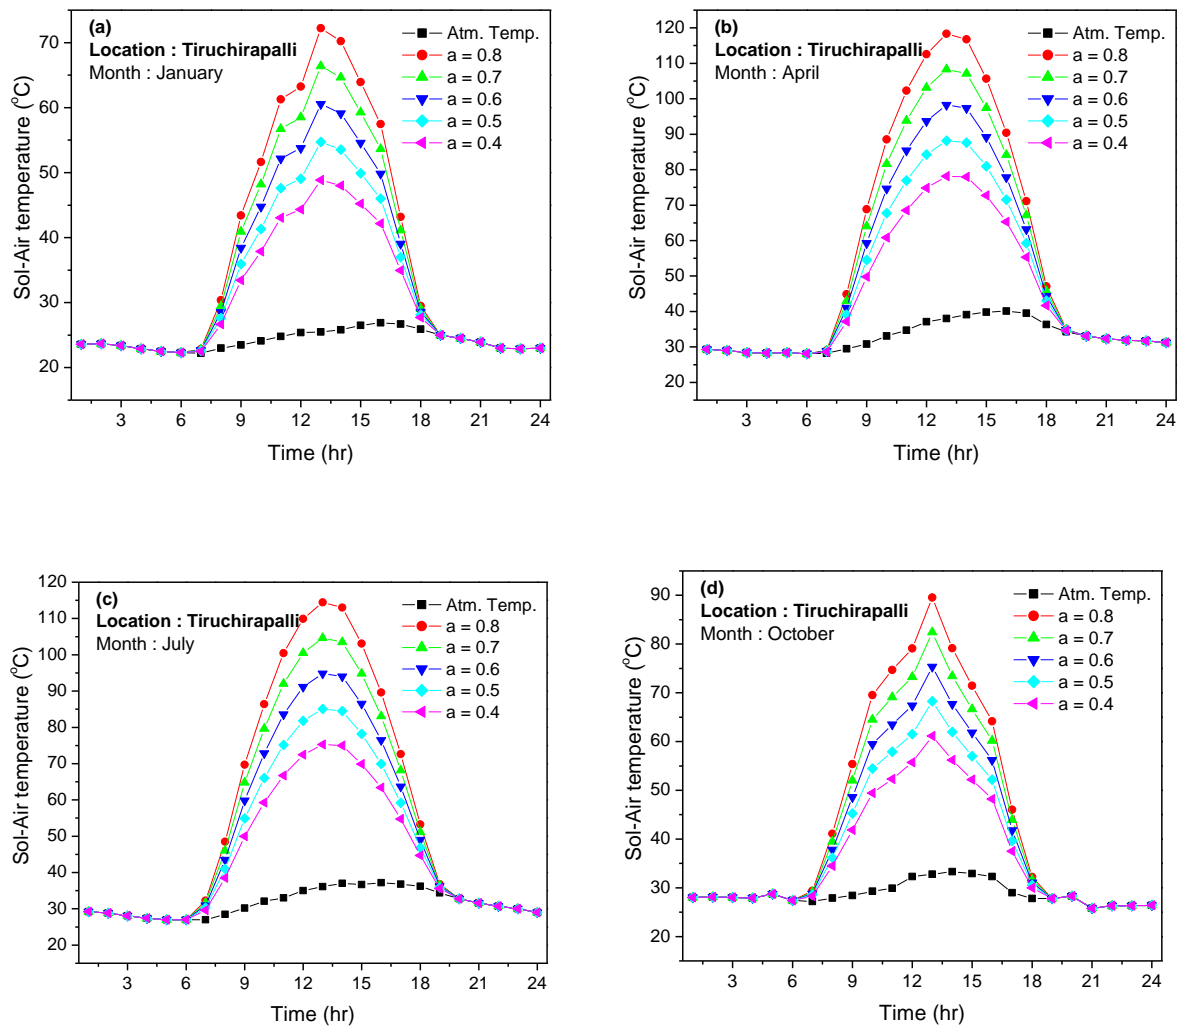 (a)
Location : Tiruchirapalli
Month : January
Atm. Temp.
a = 0.8
a = 0.7
a = 0.6
a = 0.5
a = 0.4
70
60
50
40
30
20
Sol-Air temperature (°C)
3 6 9 12 15 18 21 24
Time (hr)
(b)
Location : Tiruchirapalli
Month : April
Atm. Temp.
a = 0.8
a = 0.7
a = 0.6
a = 0.5
a = 0.4
120
110
100
90
80
70
60
50
40
30
20
Sol-Air temperature (°C)
3 6 9 12 15 18 21 24
Time (hr)
(c)
Location : Tiruchirapalli
Month : July
Atm. Temp.
a = 0.8
a = 0.7
a = 0.6
a = 0.5
a = 0.4
120
110
100
90
80
70
60
50
40
30
20
Sol-Air temperature (°C)
3 6 9 12 15 18 21 24
Time (hr)
(d)
Location : Tiruchirapalli
Month : October
Atm. Temp.
a = 0.8
a = 0.7
a = 0.6
a = 0.5
a = 0.4
90
80
70
60
50
40
30
20
Sol-Air temperature (°C)
3 6 9 12 15 18 21 24
Time (hr)